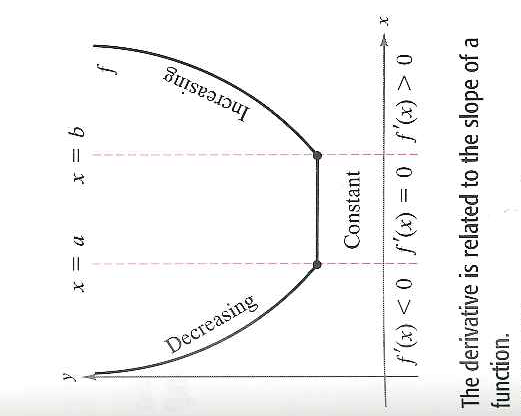 y
x = a x = b
f
Decreasing
Increasing
Constant
x
f′(x) < 0 f′(x) = 0 f′(x) > 0
The derivative is related to the slope of a
function.